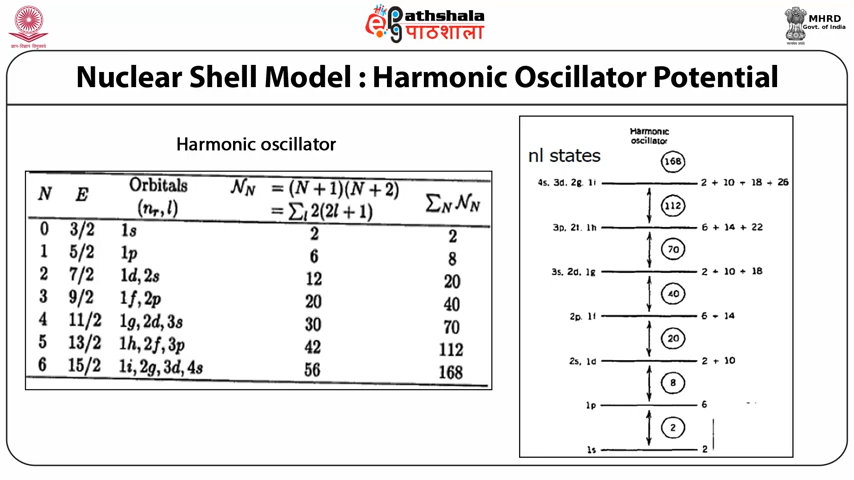 सत्यमेव जयते
ePG Pathshala
पाठशाला
MHRD
Govt. of India
Nuclear Shell Model : Harmonic Oscillator Potential
Harmonic oscillator
N E Orbitals (nᵣ, l) 𝒩_N = (N + 1)(N + 2) = ∑ₗ 2(2l + 1) ∑_N 𝒩_N
0 3/2 1s 2 2
1 5/2 1p 6 8
2 7/2 1d, 2s 12 20
3 9/2 1f, 2p 20 40
4 11/2 1g, 2d, 3s 30 70
5 13/2 1h, 2f, 3p 42 112
6 15/2 1i, 2g, 3d, 4s 56 168
Harmonic
oscillator
nl states
168
4s, 3d, 2g, 1i 2 + 10 + 18 + 26
112
3p, 2f, 1h 6 + 14 + 22
70
3s, 2d, 1g 2 + 10 + 18
40
2p, 1f 6 + 14
20
2s, 1d 2 + 10
8
1p 6
2
1s 2